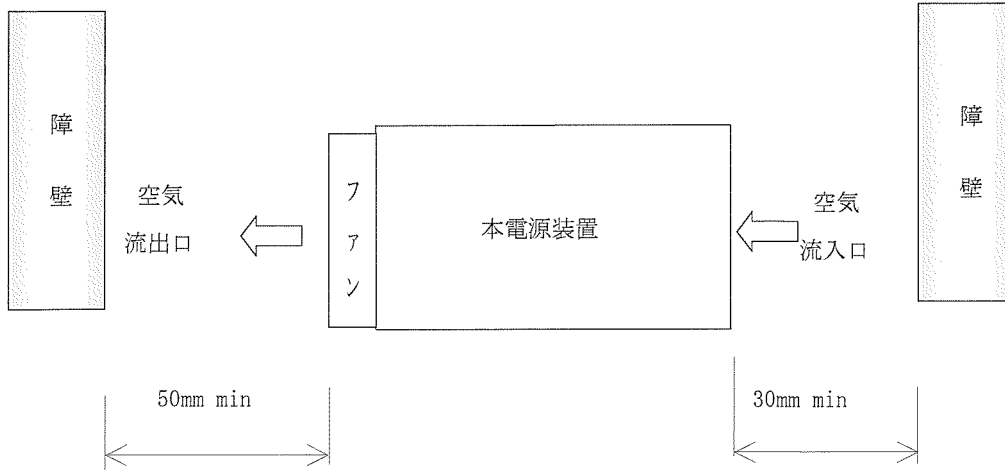 障壁
空気
流出口
ファン
本電源装置
空気
流入口
障壁
50mm min
30mm min